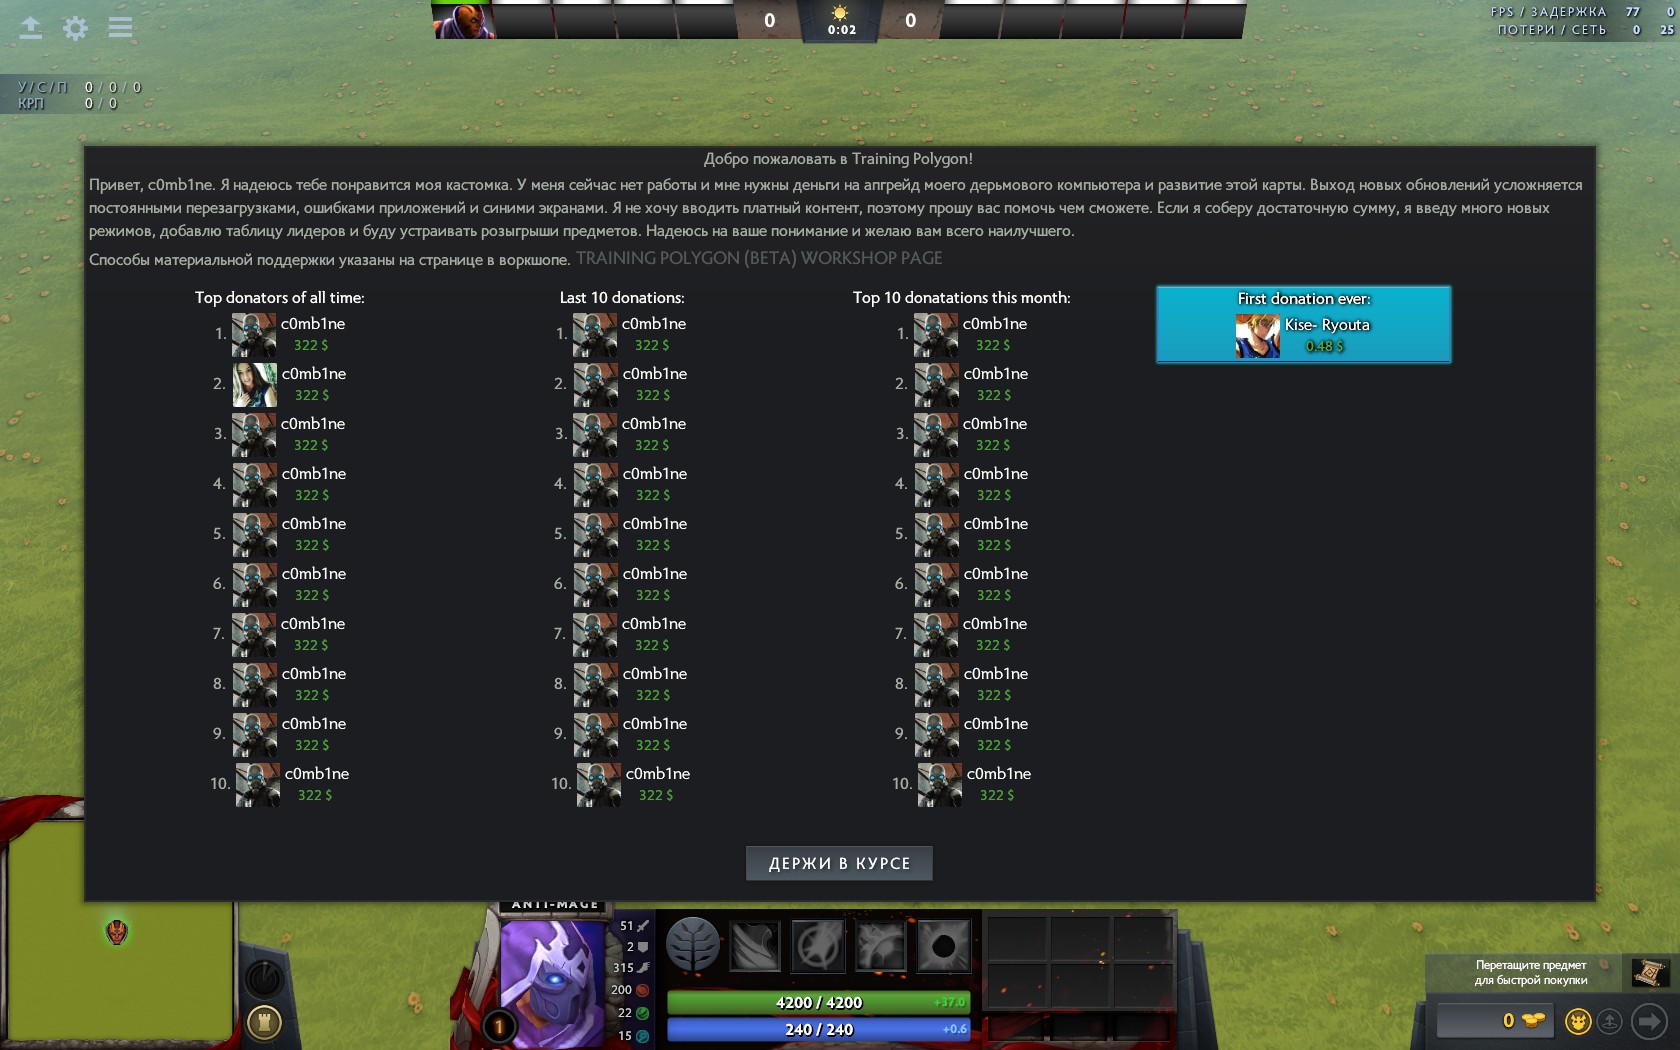 0
0:02
0
FPS / ЗАДЕРЖКА 77 0
ПОТЕРИ / СЕТЬ 0 25
У/С/П 0 / 0 / 0
КРП 0 / 0
Добро пожаловать в Training Polygon!
Привет, c0mb1ne. Я надеюсь тебе понравится моя кастомка. У меня сейчас нет работы и мне нужны деньги на апгрейд моего дерьмового компьютера и развитие этой карты. Выход новых обновлений усложняется
постоянными перезагрузками, ошибками приложений и синими экранами. Я не хочу вводить платный контент, поэтому прошу вас помочь чем сможете. Если я соберу достаточную сумму, я введу много новых
режимов, добавлю таблицу лидеров и буду устраивать розыгрыши предметов. Надеюсь на ваше понимание и желаю вам всего наилучшего.
Способы материальной поддержки указаны на странице в воркшопе. TRAINING POLYGON (BETA) WORKSHOP PAGE
Top donators of all time:
1. c0mb1ne
322 $
2. c0mb1ne
322 $
3. c0mb1ne
322 $
4. c0mb1ne
322 $
5. c0mb1ne
322 $
6. c0mb1ne
322 $
7. c0mb1ne
322 $
8. c0mb1ne
322 $
9. c0mb1ne
322 $
10. c0mb1ne
322 $
Last 10 donations:
1. c0mb1ne
322 $
2. c0mb1ne
322 $
3. c0mb1ne
322 $
4. c0mb1ne
322 $
5. c0mb1ne
322 $
6. c0mb1ne
322 $
7. c0mb1ne
322 $
8. c0mb1ne
322 $
9. c0mb1ne
322 $
10. c0mb1ne
322 $
Top 10 donatations this month:
1. c0mb1ne
322 $
2. c0mb1ne
322 $
3. c0mb1ne
322 $
4. c0mb1ne
322 $
5. c0mb1ne
322 $
6. c0mb1ne
322 $
7. c0mb1ne
322 $
8. c0mb1ne
322 $
9. c0mb1ne
322 $
10. c0mb1ne
322 $
First donation ever:
Kise- Ryouta
0.48 $
ДЕРЖИ В КУРСЕ
ANTI-MAGE
51
2
315
200
22
15
1
4200 / 4200 +37.0
240 / 240 +0.6
Перетащите предмет
для быстрой покупки
0